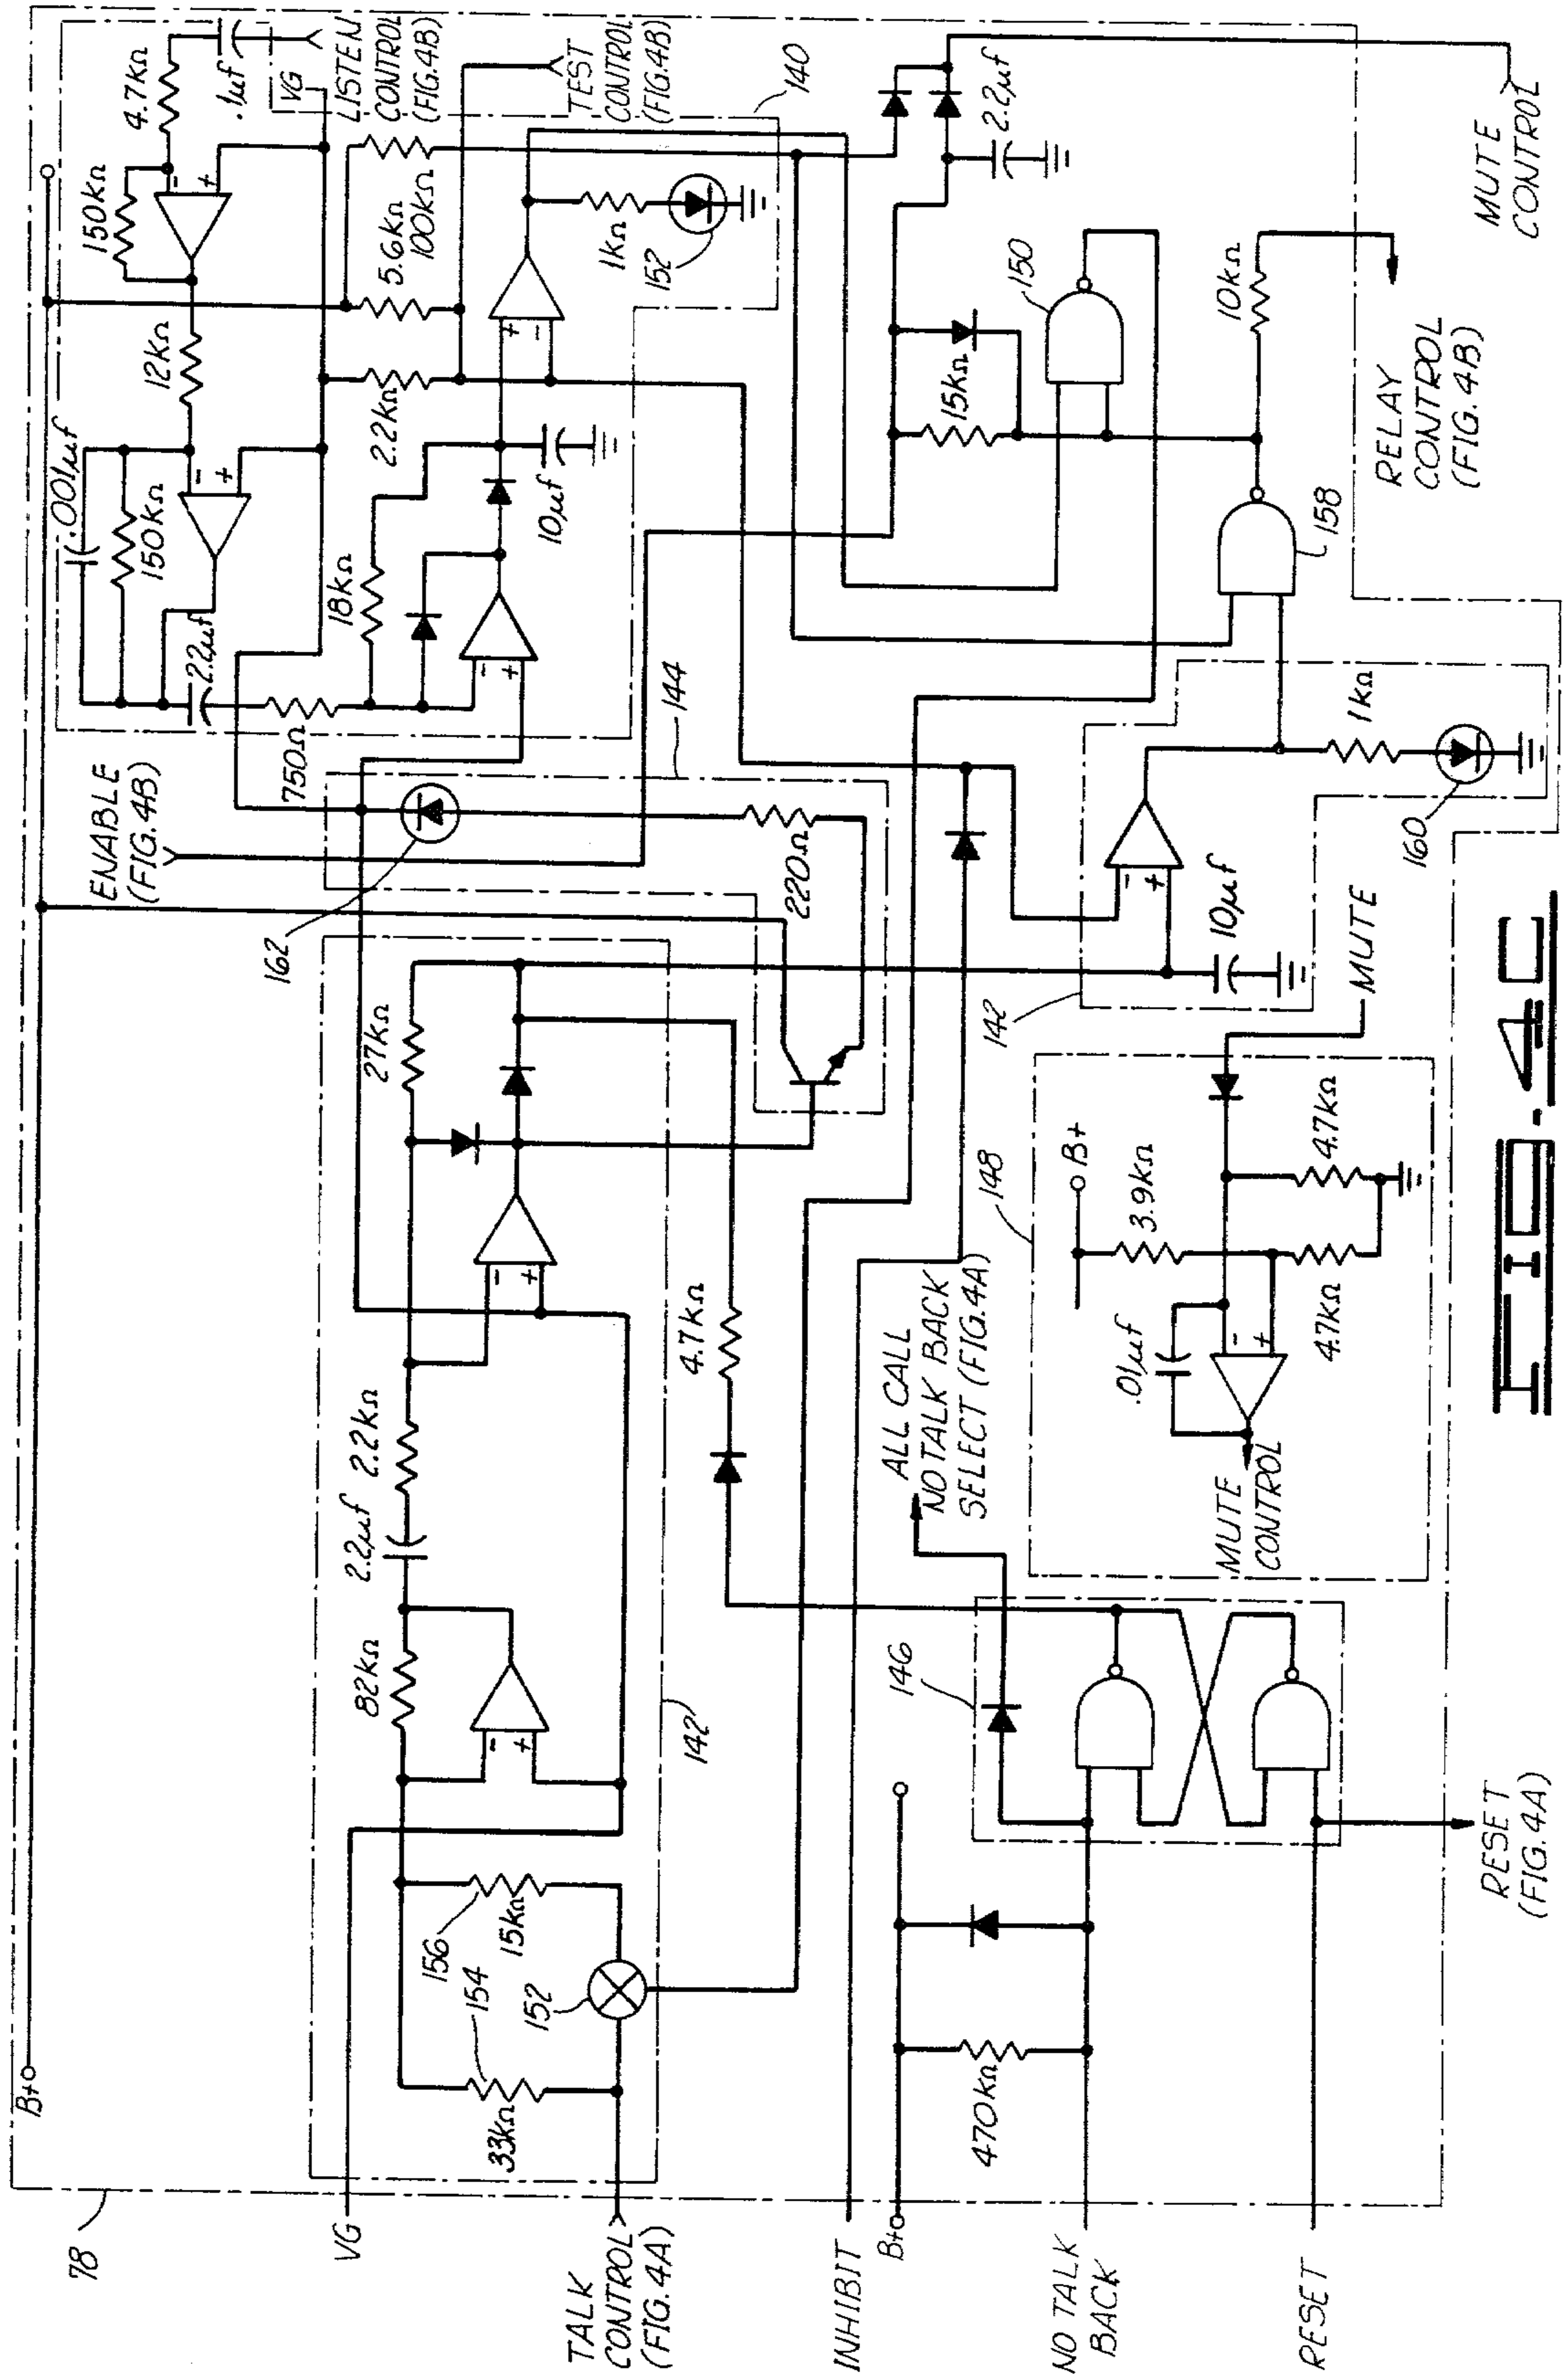 B+
78
VG
TALK
CONTROL
(FIG.4A)
INHIBIT
B+
NO TALK
BACK
RESET
33kΩ
154
156
15kΩ
152
82kΩ
2.2µf
2.2kΩ
27kΩ
142
4.7kΩ
162
220Ω
144
ENABLE
(FIG.4B)
.001µf
150kΩ
2.2µf
750Ω
18kΩ
12kΩ
150kΩ
4.7kΩ
.1µf
VG
LISTEN
CONTROL
(FIG.4B)
TEST
CONTROL
(FIG.4B)
140
2.2kΩ
5.6kΩ
100kΩ
10µf
1kΩ
152
2.2µf
15kΩ
150
10kΩ
158
RELAY
CONTROL
(FIG.4B)
MUTE
CONTROL
142
10µf
1kΩ
160
470kΩ
146
ALL CALL
NO TALK BACK
SELECT (FIG.4A)
RESET
(FIG.4A)
148
B+
3.9kΩ
4.7kΩ
4.7kΩ
.01µf
MUTE
CONTROL
MUTE
FIG-4C
- +
- +
- +
- +
- +
+ -
- +
- +
- +